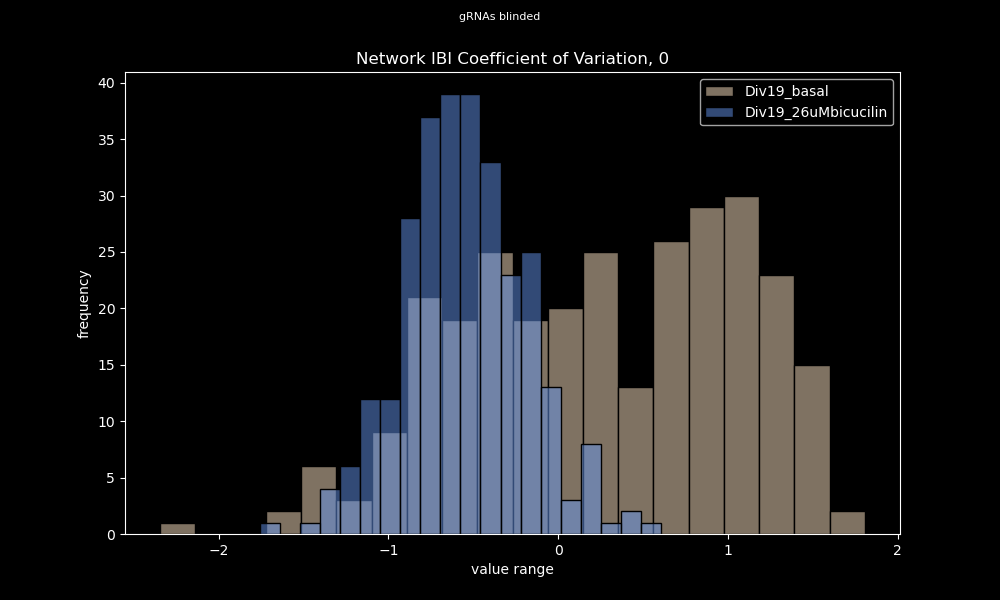 gRNAs blinded
Network IBI Coefficient of Variation, 0
Div19_basal
Div19_26uMbicucilin
40
35
30
25
20
15
10
5
0
frequency
−2
−1
0
1
2
value range